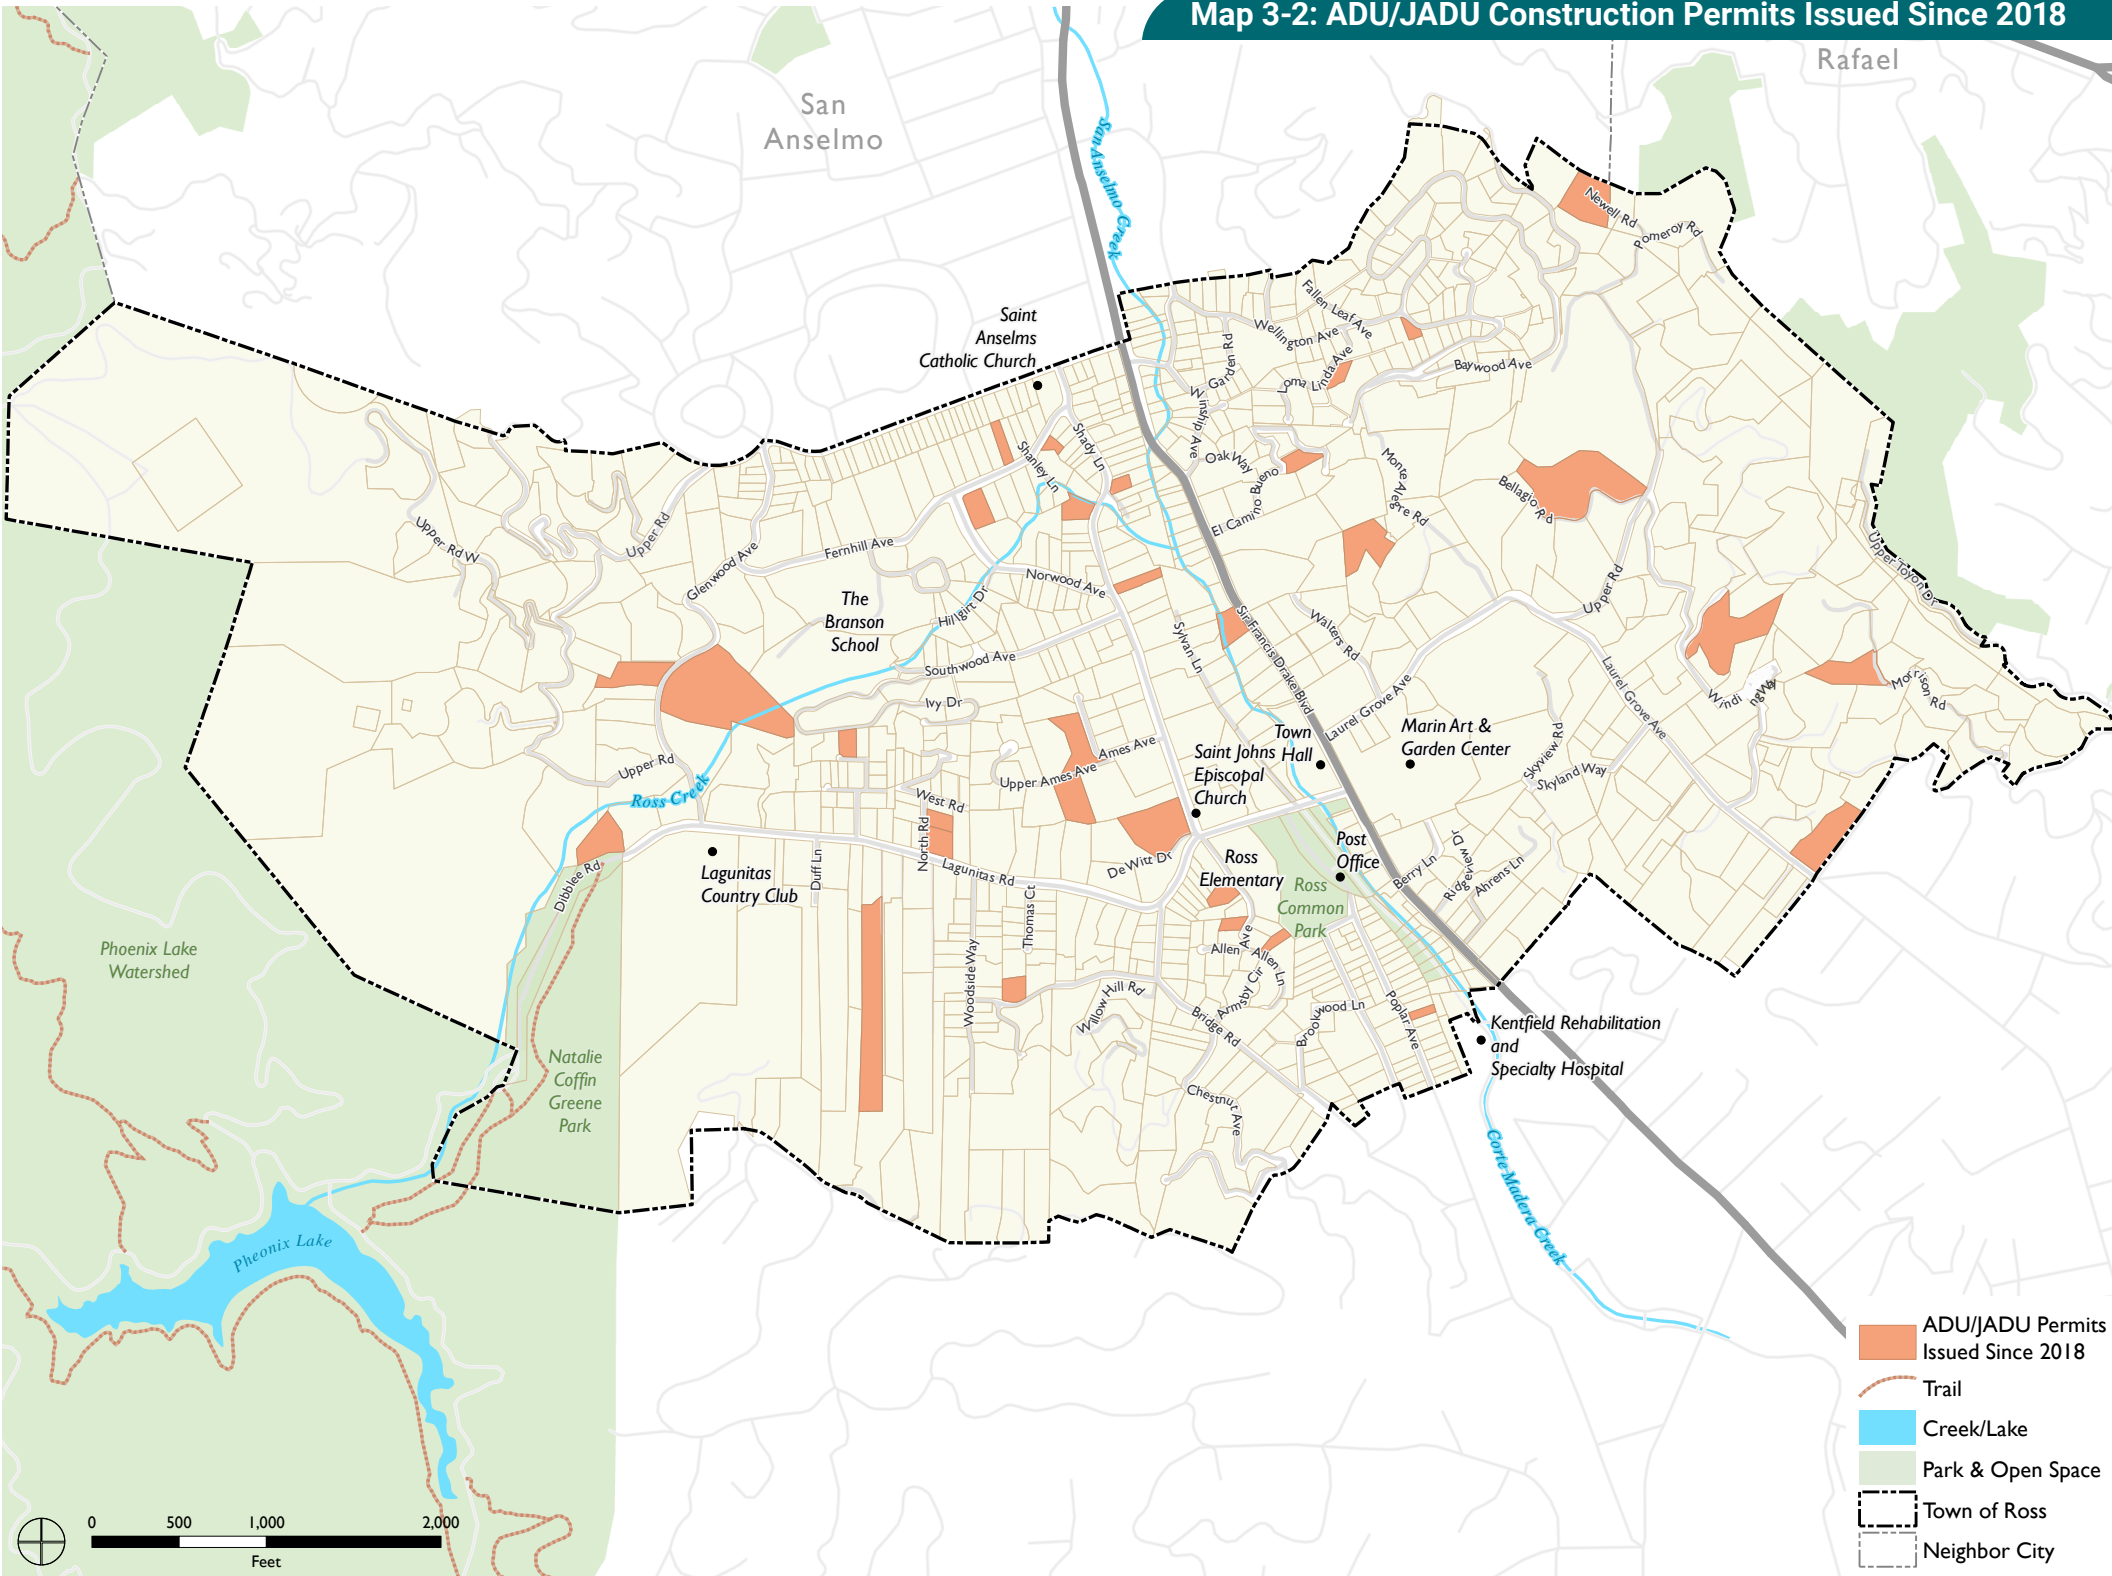 Map 3-2: ADU/JADU Construction Permits Issued Since 2018
Rafael
San
Anselmo
San Anselmo Creek
Newell Rd
Pomeroy Rd
Saint
Anselms
Catholic Church
Fallen Leaf Ave
Wellington Ave
Garden Rd
Loma Linda Ave
Baywood Ave
Winship Ave
Shady Ln
Shanley Ln
Oak Way
El Camino Bueno
Monte Alegre Rd
Bellagio Rd
Upper Rd W
Upper Rd
Glenwood Ave
Fernhill Ave
Norwood Ave
Hillgirt Dr
The
Branson
School
Southwood Ave
Ivy Dr
Sylvan Ln
Sir Francis Drake Blvd
Walters Rd
Upper Rd
Upper Toyon Dr
Laurel Grove Ave
Laurel Grove Ave
Winding Way
Morrison Rd
Marin Art &
Garden Center
Town
Hall
Saint Johns
Episcopal
Church
Skyview Rd
Skyland Way
Ames Ave
Upper Ames Ave
Upper Rd
Ross Creek
West Rd
North Rd
Lagunitas Rd
Lagunitas
Country Club
Duff Ln
Thomas Ct
De Witt Dr
Dibblee Rd
Ross
Elementary
Post
Office
Ross
Common
Park
Berry Ln
Ridgeview Dr
Ahrens Ln
Allen Ave
Allen Ln
Armsby Cir
Woodside Way
Willow Hill Rd
Bridge Rd
Brookwood Ln
Poplar Ave
Chestnut Ave
Kentfield Rehabilitation
and
Specialty Hospital
Phoenix Lake
Watershed
Natalie
Coffin
Greene
Park
Pheonix Lake
Corte Madera Creek
ADU/JADU Permits
Issued Since 2018
Trail
Creek/Lake
Park & Open Space
Town of Ross
Neighbor City
0 500 1,000 2,000
Feet